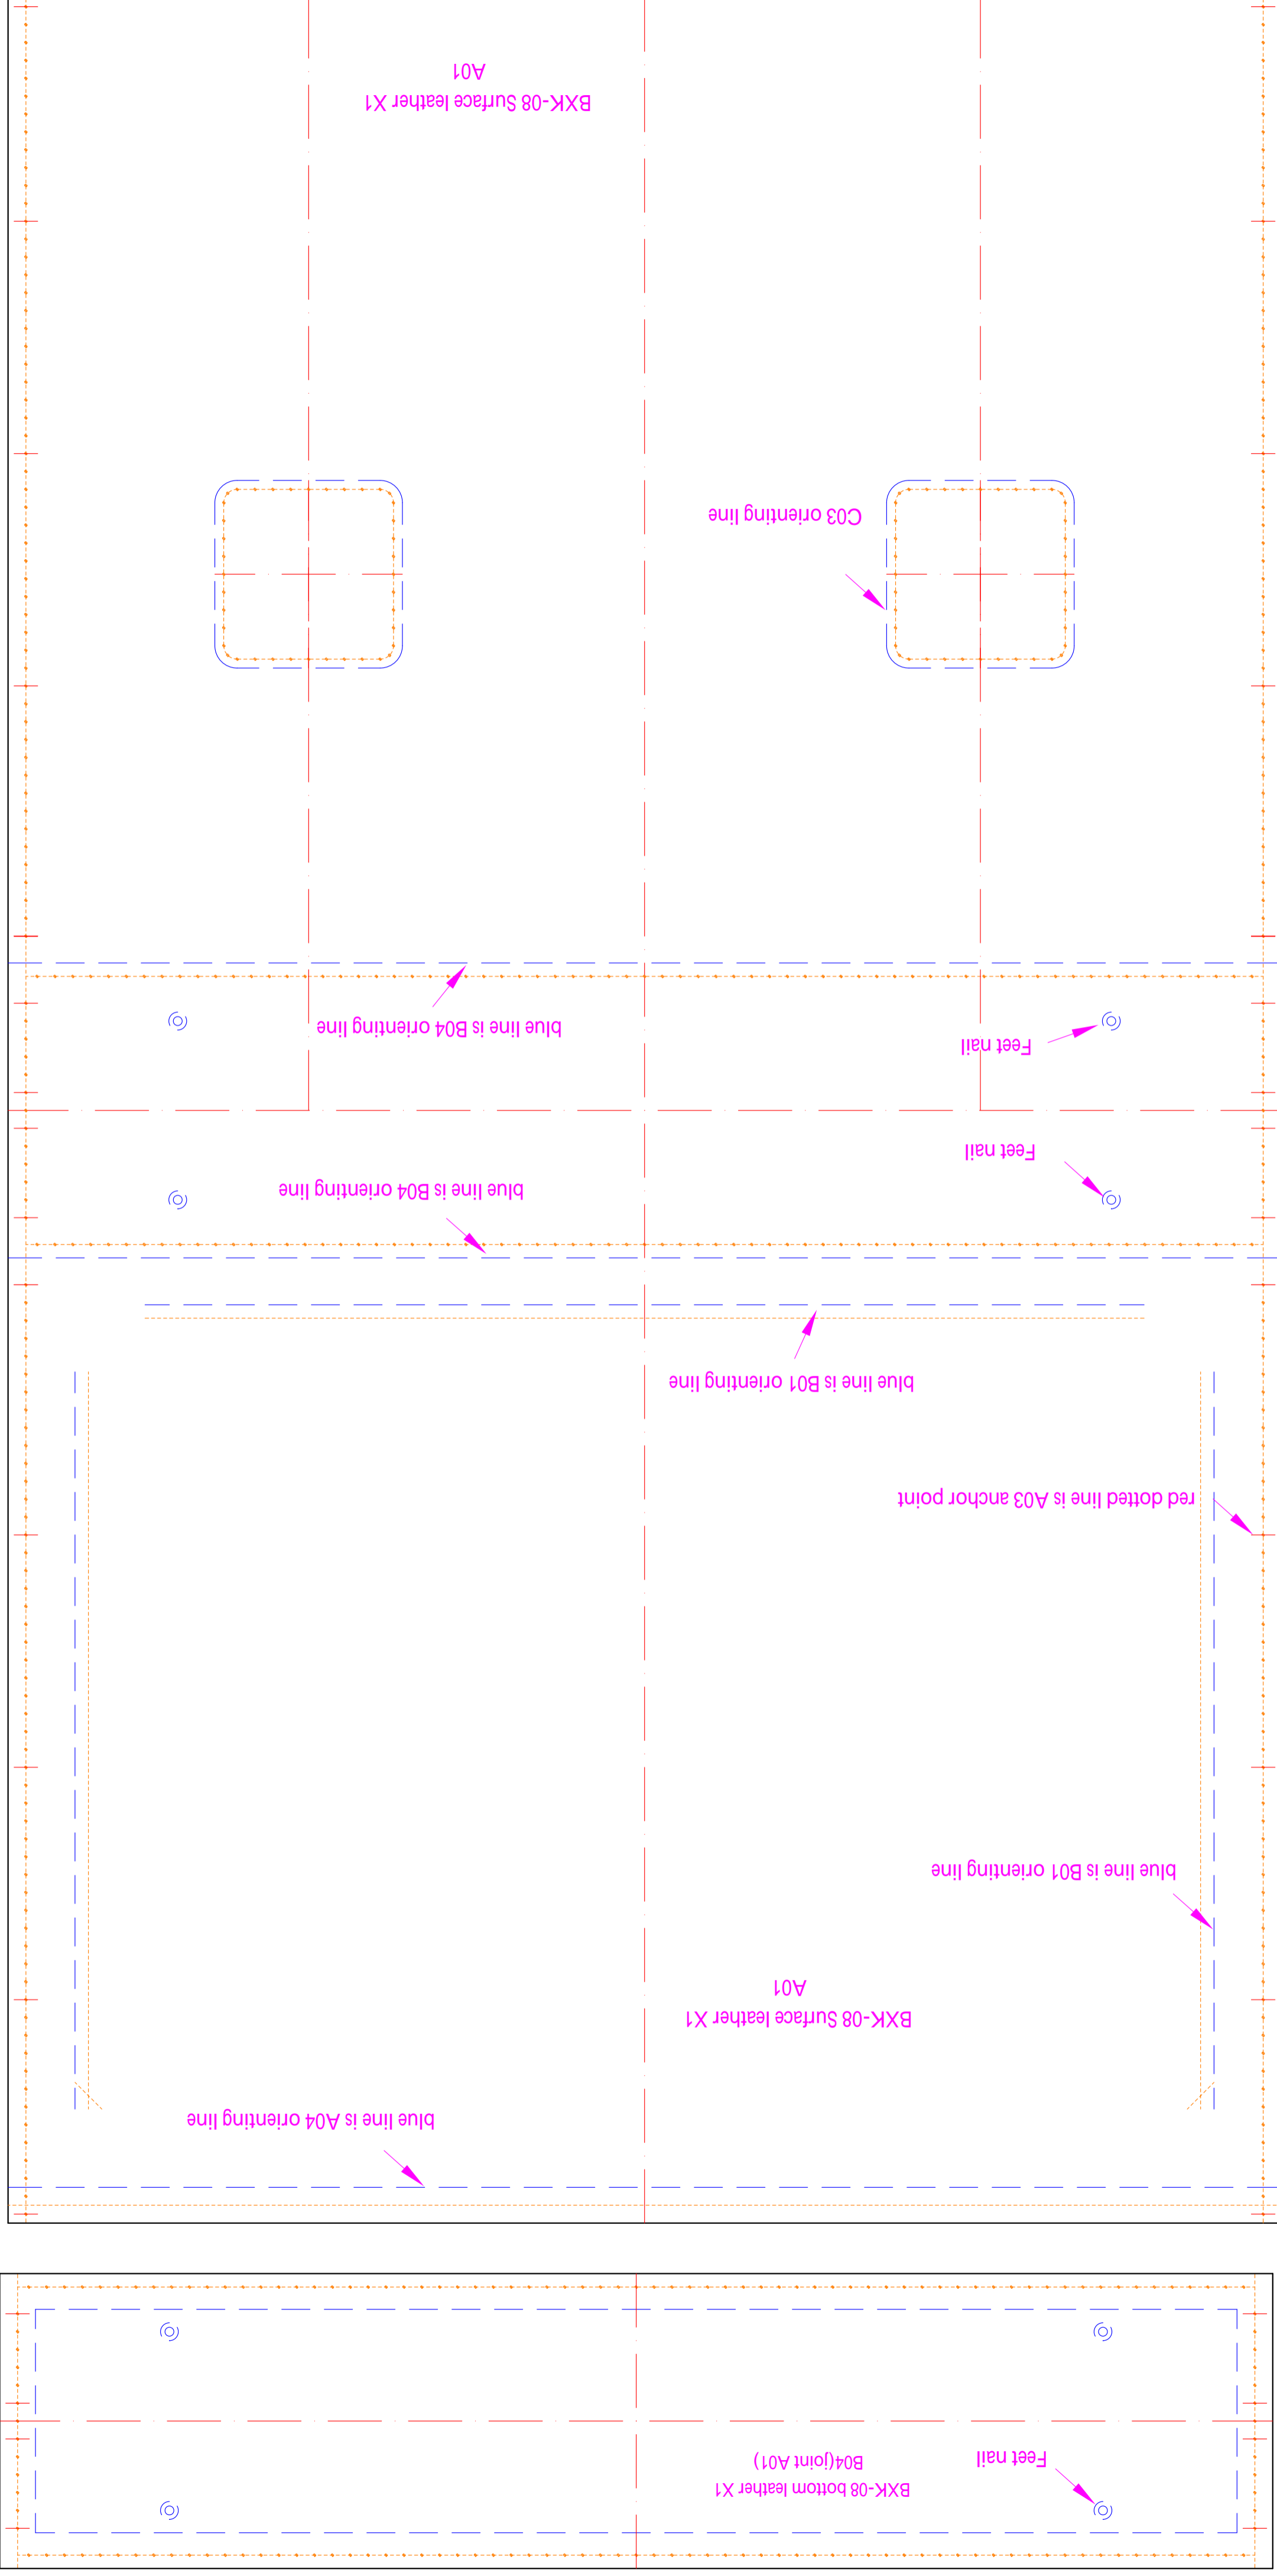 BXK-08 bottom leather X1
B04(joint A01)
Feet nail
blue line is A04 orienting line
BXK-08 Surface leather X1
A01
blue line is B01 orienting line
red dotted line is A03 anchor point
blue line is B01 orienting line
blue line is B04 orienting line
Feet nail
Feet nail
blue line is B04 orienting line
C03 orienting line
BXK-08 Surface leather X1
A01